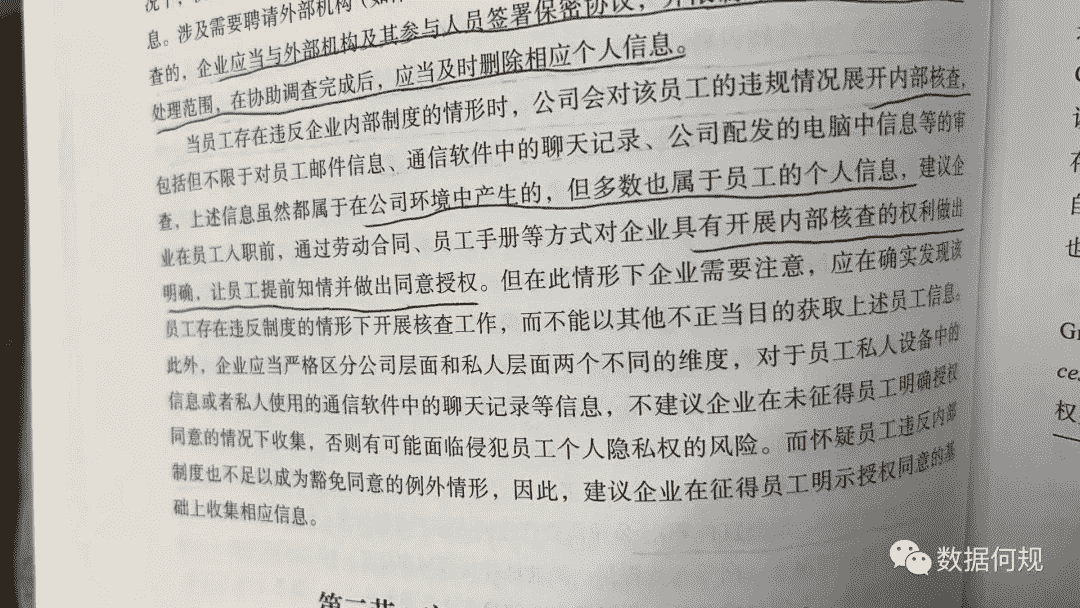 况下，
息。涉及需要聘请外部机构（如
查的，企业应当与外部机构及其参与人员签署保密协议，
处理范围，在协助调查完成后，应当及时删除相应个人信息。
当员工存在违反企业内部制度的情形时，公司会对该员工的违规情况展开内部核查，
包括但不限于对员工邮件信息、通信软件中的聊天记录、公司配发的电脑中信息等的审
查，上述信息虽然都属于在公司环境中产生的，但多数也属于员工的个人信息，建议企
业在员工入职前，通过劳动合同、员工手册等方式对企业具有开展内部核查的权利做出
明确，让员工提前知情并做出同意授权。但在此情形下企业需要注意，应在确实发现该
员工存在违反制度的情形下开展核查工作，而不能以其他不正当目的获取上述员工信息。
此外，企业应当严格区分公司层面和私人层面两个不同的维度，对于员工私人设备中的
信息或者私人使用的通信软件中的聊天记录等信息，不建议企业在未征得员工明确授权
同意的情况下收集，否则有可能面临侵犯员工个人隐私权的风险。而怀疑员工违反内部
制度也不足以成为豁免同意的例外情形，因此，建议企业在征得员工明示授权同意的基
础上收集相应信息。
第二节
自
也
Gr
ce
权
数据何规